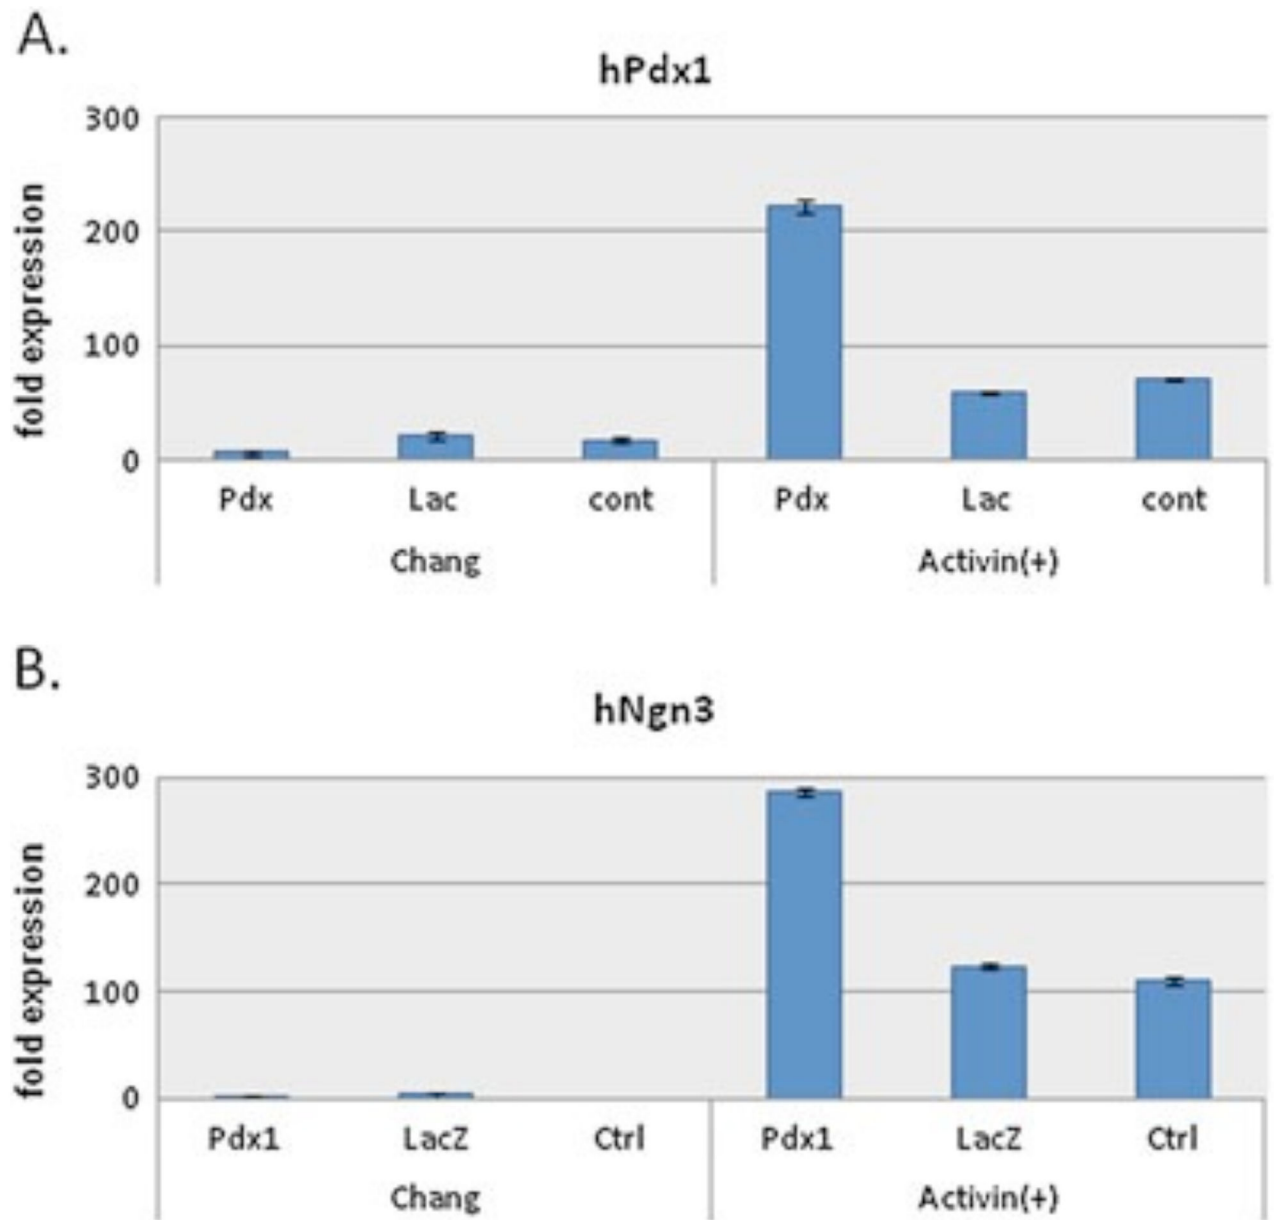 A.
hPdx1
fold expression
300
200
100
0
Pdx Lac cont Pdx Lac cont
Chang Activin(+)
B.
hNgn3
fold expression
300
200
100
0
Pdx1 LacZ Ctrl Pdx1 LacZ Ctrl
Chang Activin(+)